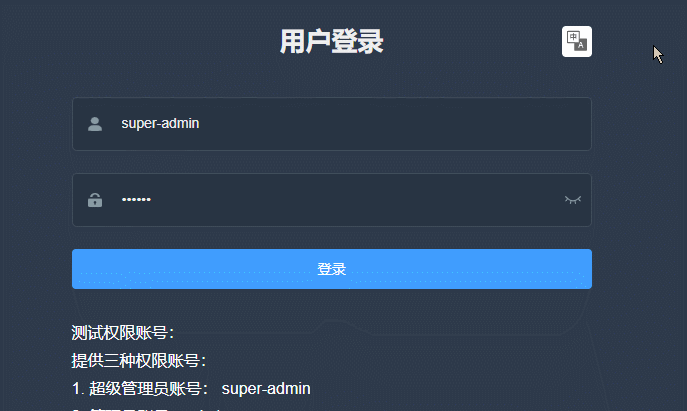 用户登录
中
A
super-admin
••••••
登录
测试权限账号：
提供三种权限账号：
1. 超级管理员账号： super-admin